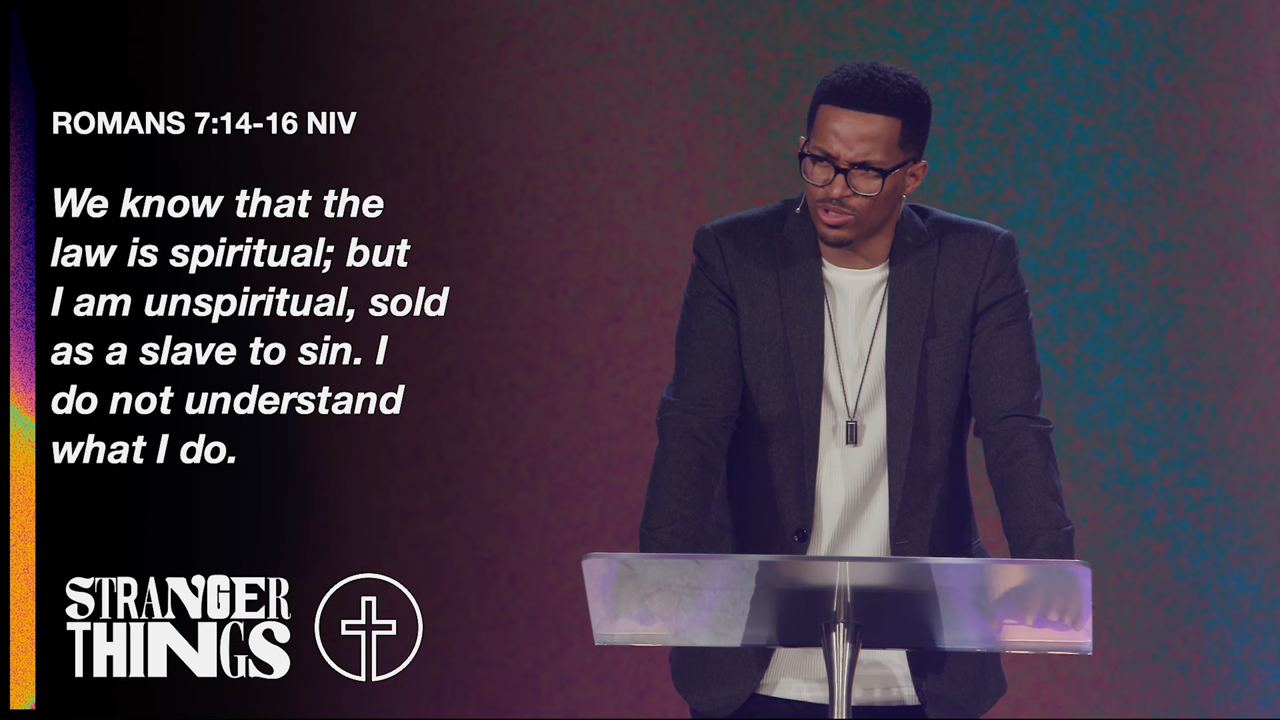 ROMANS 7:14-16 NIV
We know that the
law is spiritual; but
I am unspiritual, sold
as a slave to sin. I
do not understand
what I do.
STRANGER
THINGS